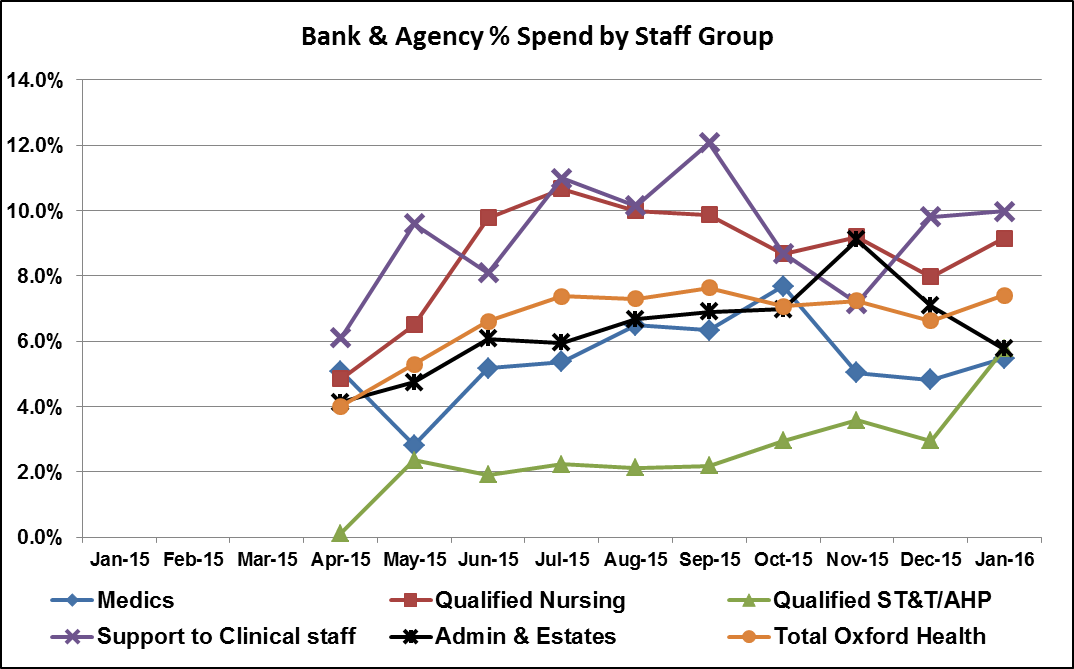 Bank & Agency % Spend by Staff Group
14.0%
12.0%
10.0%
8.0%
6.0%
4.0%
2.0%
0.0%
Jan-15 Feb-15 Mar-15 Apr-15 May-15 Jun-15 Jul-15 Aug-15 Sep-15 Oct-15 Nov-15 Dec-15 Jan-16
Medics Qualified Nursing Qualified ST&T/AHP
Support to Clinical staff Admin & Estates Total Oxford Health